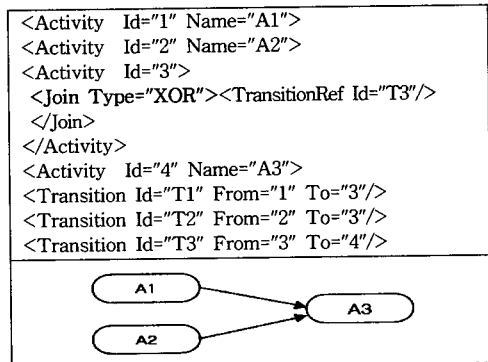 <Activity Id="1" Name="A1">
<Activity Id="2" Name="A2">
<Activity Id="3">
<Join Type="XOR"><TransitionRef Id="T3"/>
</Join>
</Activity>
<Activity Id="4" Name="A3">
<Transition Id="T1" From="1" To="3"/>
<Transition Id="T2" From="2" To="3"/>
<Transition Id="T3" From="3" To="4"/>
A1
A3
A2